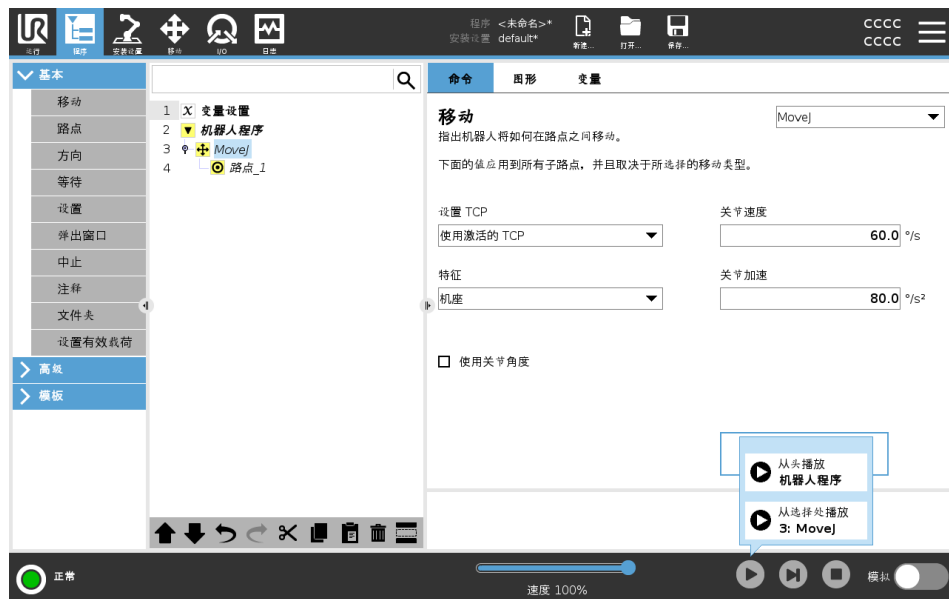 UR
程序 <未命名>*
安装设置 default*
CCCC
CCCC
运行 程序 安装设置 移动 I/O 日志 新建... 打开... 保存...
基本
移动
路点
方向
等待
设置
弹出窗口
中止
注释
文件夹
设置有效载荷
高级
模板
1 X 变量设置
2 机器人程序
3 MoveJ
4 路点_1
命令 图形 变量
移动 MoveJ
指出机器人将如何在路点之间移动。
下面的值应用到所有子路点，并且取决于所选择的移动类型。
设置 TCP 关节速度
使用激活的 TCP 60.0 °/s
特征 关节加速
机座 80.0 °/s²
使用关节角度
从头播放
机器人程序
从选择处播放
3: MoveJ
正常
速度 100%
模拟